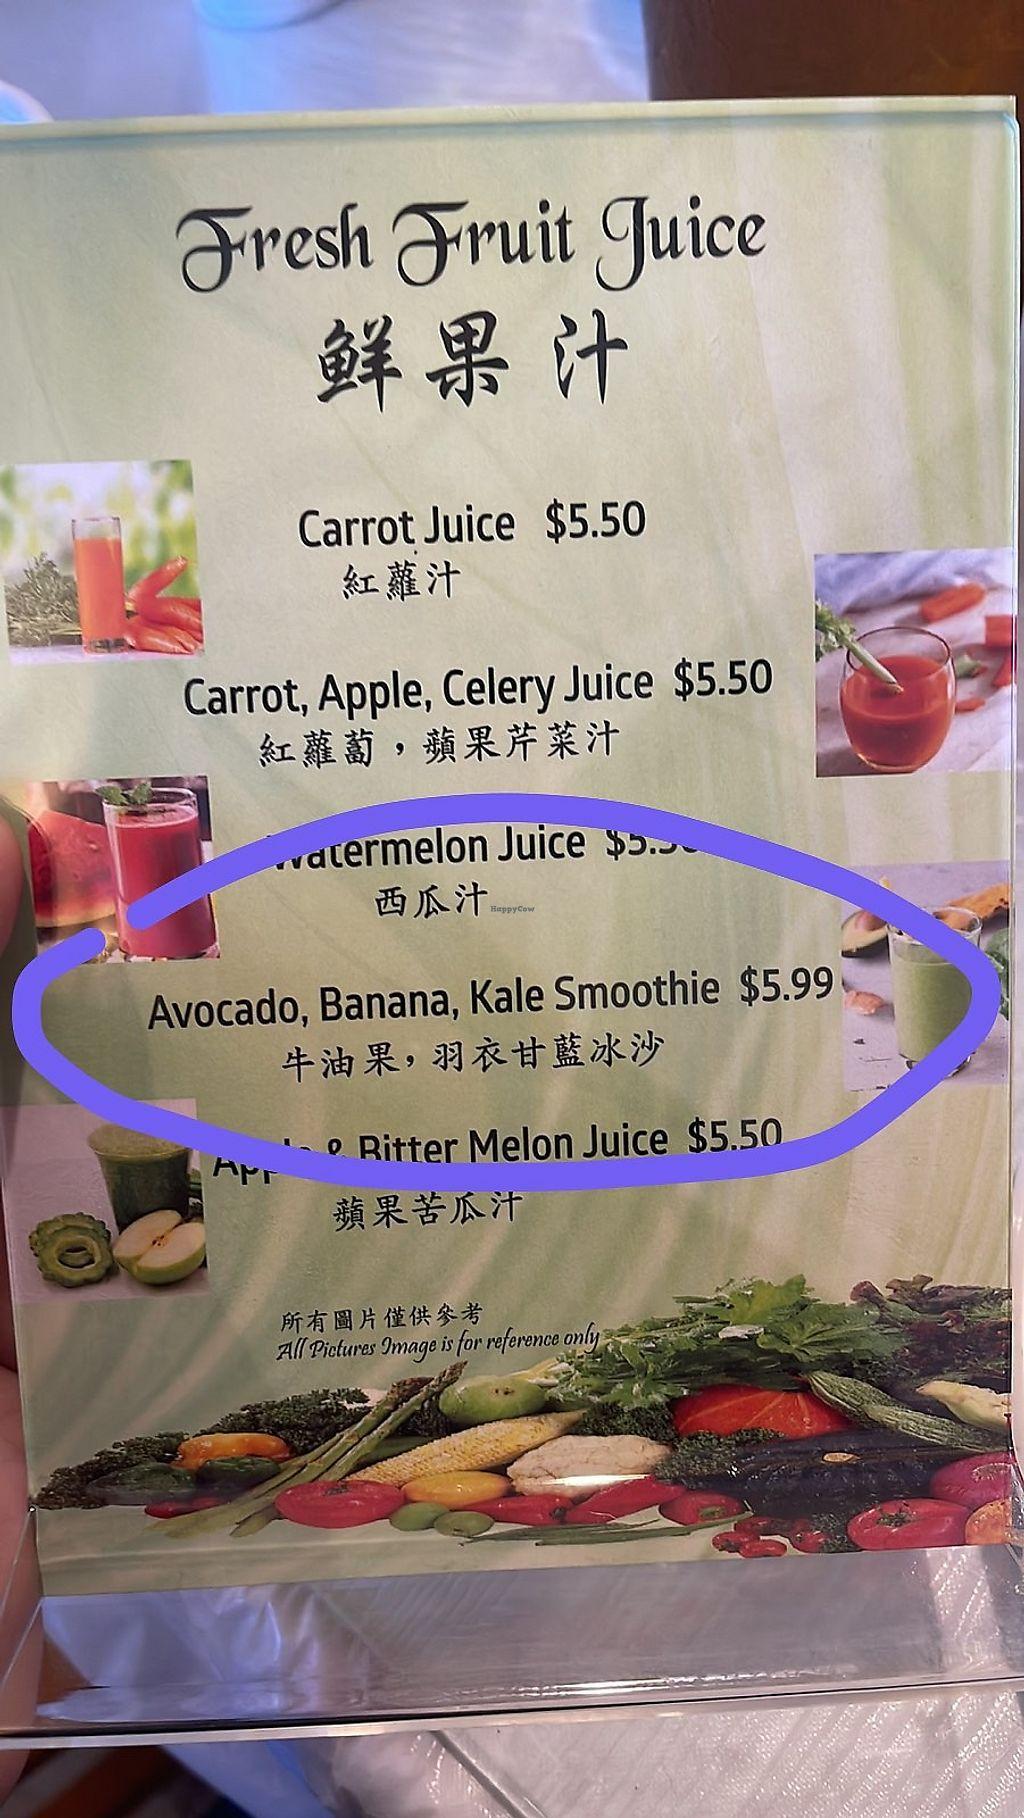 Fresh Fruit Juice
鮮果汁
Carrot Juice $5.50
紅蘿汁
Carrot, Apple, Celery Juice $5.50
紅蘿蔔，蘋果芹菜汁
Watermelon Juice
西瓜汁
HappyCow
Avocado, Banana, Kale Smoothie $5.99
牛油果，羽衣甘藍冰沙
Apple & Bitter Melon Juice $5.50
蘋果苦瓜汁
所有圖片僅供參考
All Pictures Image is for reference only